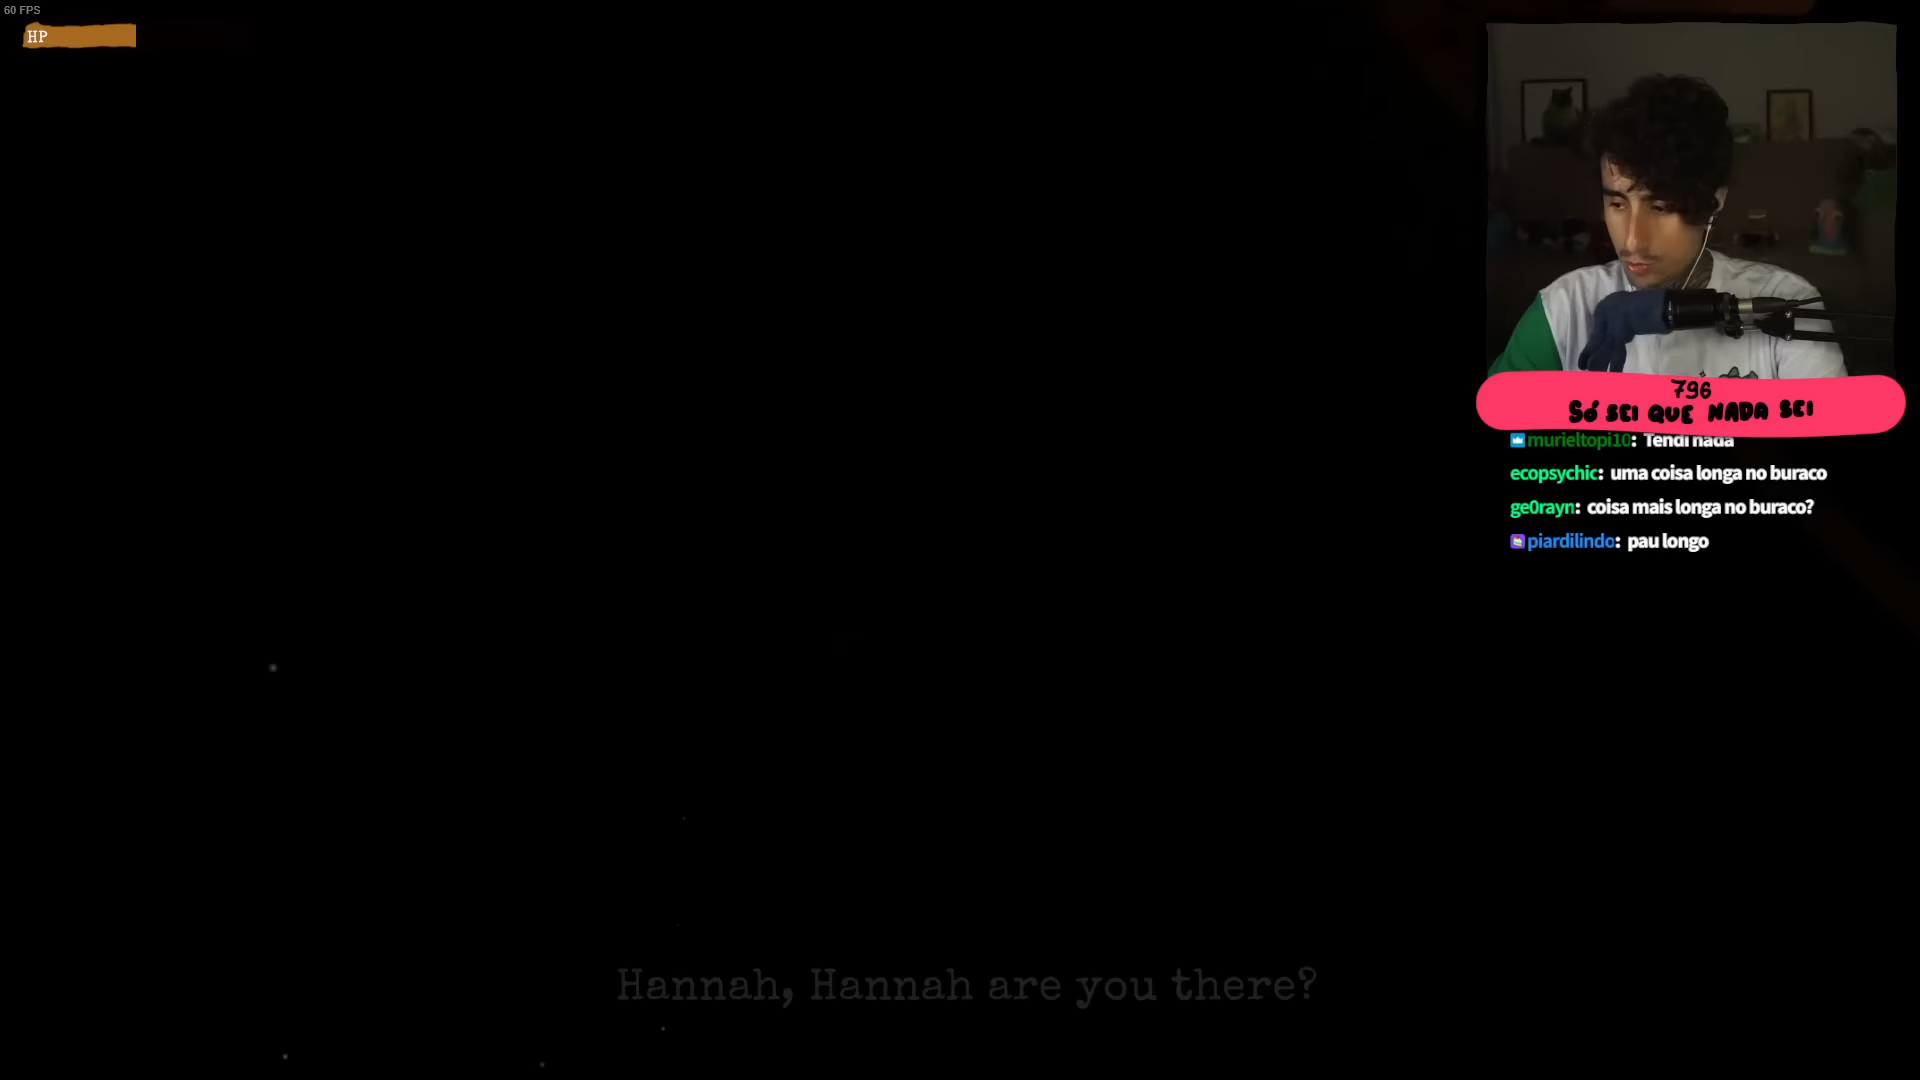 60 FPS
HP
796
Só SEI QUE NADA SEI
murieltopi10: Tendi nada
ecopsychic: uma coisa longa no buraco
ge0rayn: coisa mais longa no buraco?
piardilindo: pau longo
Hannah, Hannah are you there?